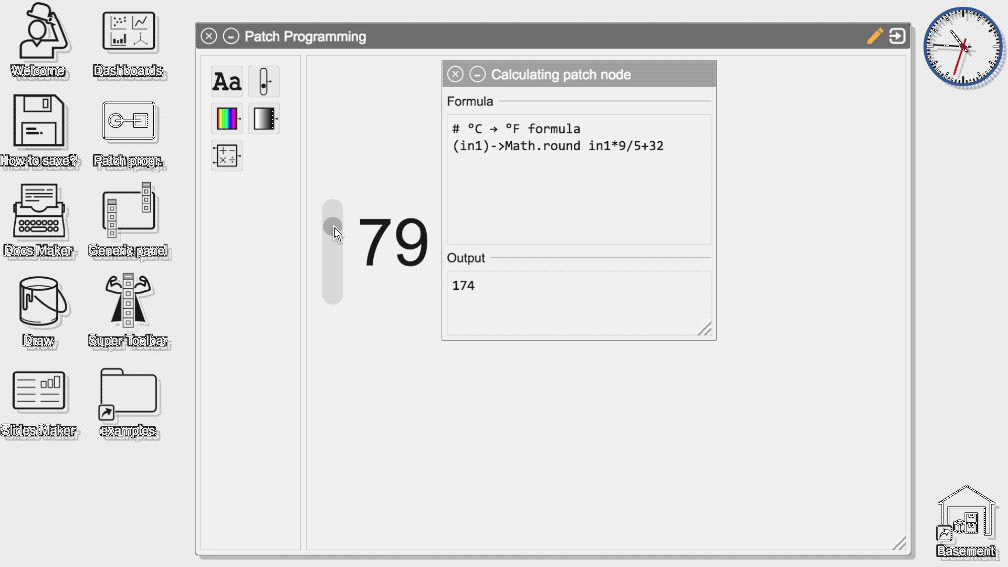 Welcome
Dashboards
How to save?
Patch progr.
Docs Maker
Generic panel
Draw
Super Toolbar
Slides Maker
examples
Patch Programming
Aa
79
Calculating patch node
Formula
# °C → °F formula
(in1)->Math.round in1*9/5+32
Output
174
Basement